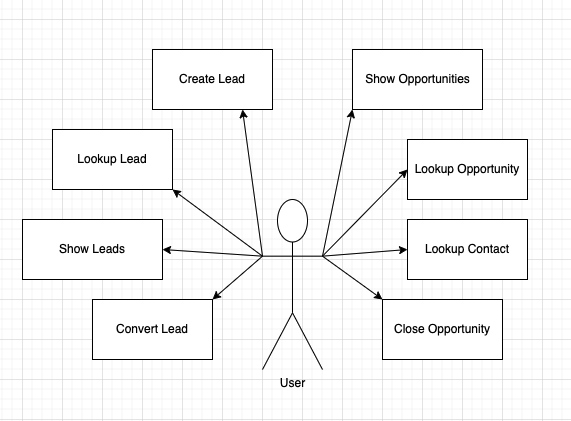 Create Lead
Show Opportunities
Lookup Lead
Lookup Opportunity
Show Leads
Lookup Contact
Convert Lead
Close Opportunity
User